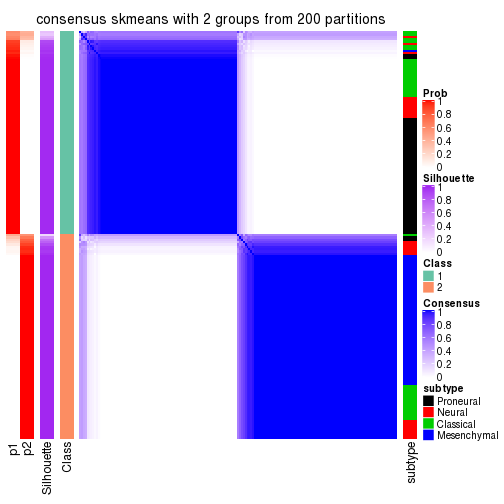 consensus skmeans with 2 groups from 200 partitions
Prob
1
0.8
0.6
0.4
0.2
0
Silhouette
1
0.8
0.6
0.4
0.2
0
Class
1
2
Consensus
1
0.8
0.6
0.4
0.2
0
subtype
Proneural
Neural
Classical
Mesenchymal
p1
p2
Silhouette
Class
subtype